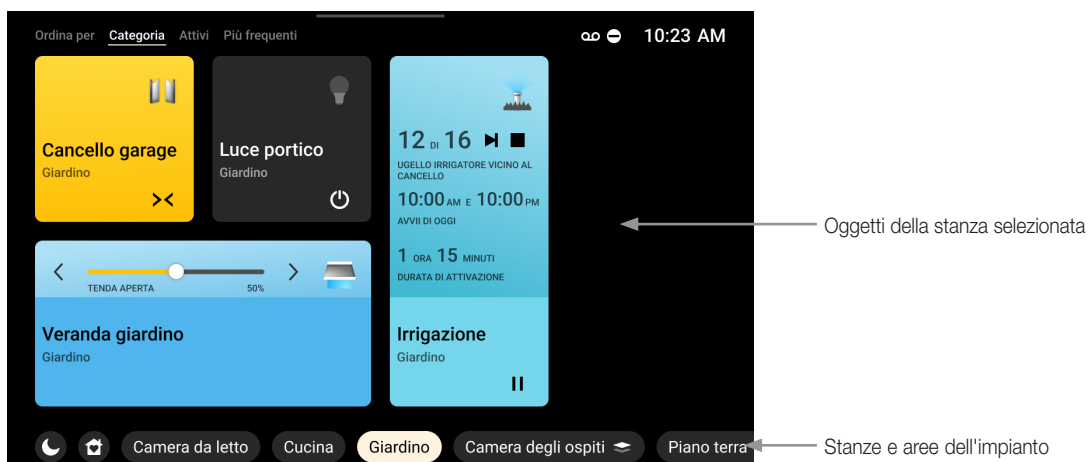 Ordina per Categoria Attivi Più frequenti
10:23 AM
Cancello garage
Giardino
Luce portico
Giardino
12 DI 16
UGELLO IRRIGATORE VICINO AL
CANCELLO
10:00 AM E 10:00 PM
AVVII DI OGGI
1 ORA 15 MINUTI
DURATA DI ATTIVAZIONE
Irrigazione
Giardino
TENDA APERTA 50%
Veranda giardino
Giardino
Oggetti della stanza selezionata
Camera da letto Cucina Giardino Camera degli ospiti Piano terra
Stanze e aree dell'impianto